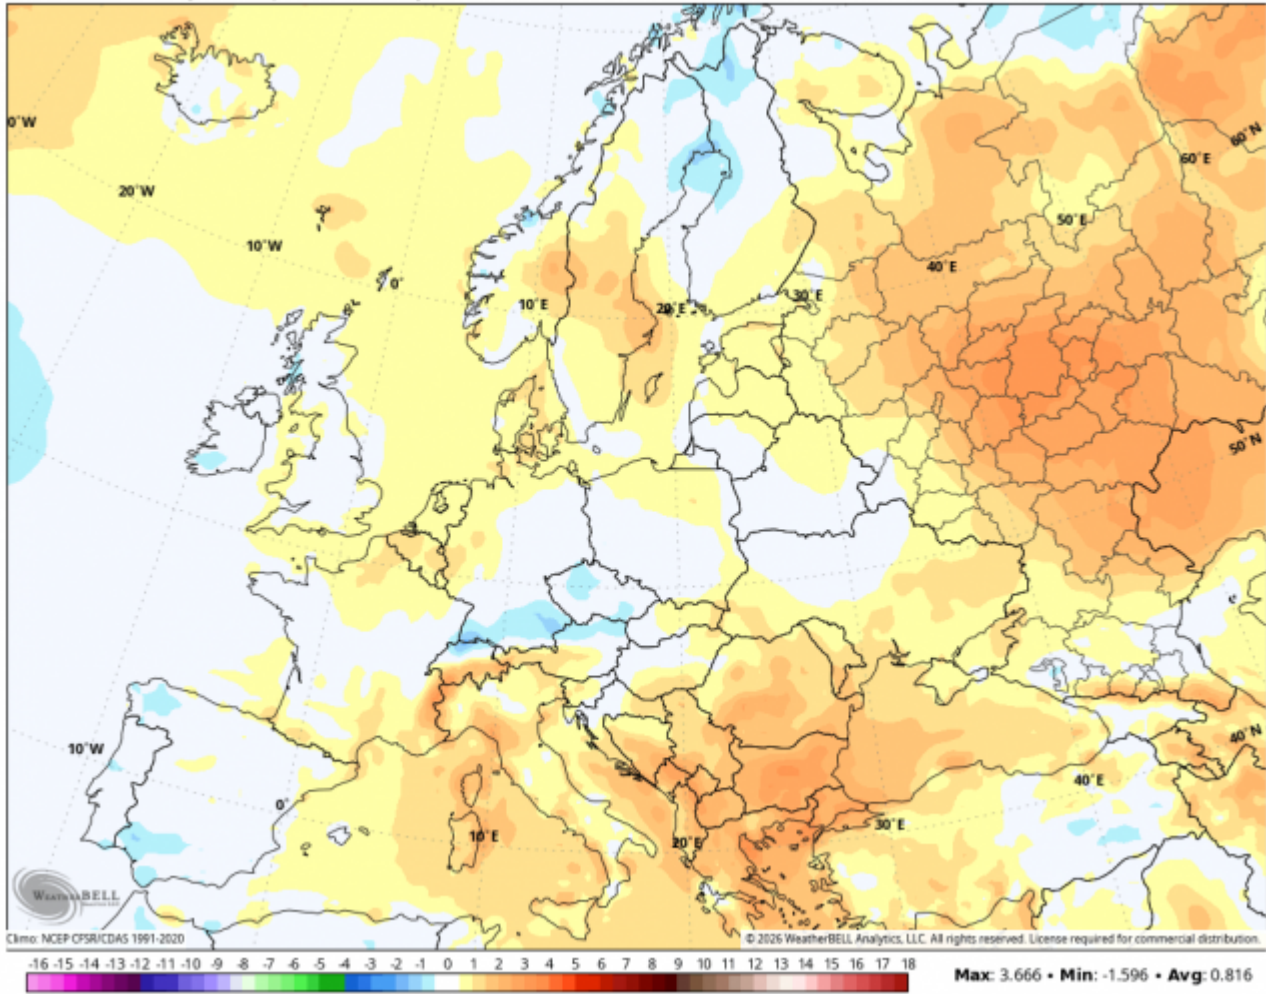 0°W
60°N
60°E
20°W
50°E
10°W
40°E
0°
10°E
20°E
30°E
50°N
10°W
40°N
40°E
0°
10°E
20°E
30°E
WEATHERBELL
Climo: NCEP CFSR/CDAS 1991-2020
© 2026 WeatherBELL Analytics, LLC. All rights reserved. License required for commercial distribution.
-16 -15 -14 -13 -12 -11 -10 -9 -8 -7 -6 -5 -4 -3 -2 -1 0 1 2 3 4 5 6 7 8 9 10 11 12 13 14 15 16 17 18
Max: 3.666 • Min: -1.596 • Avg: 0.816